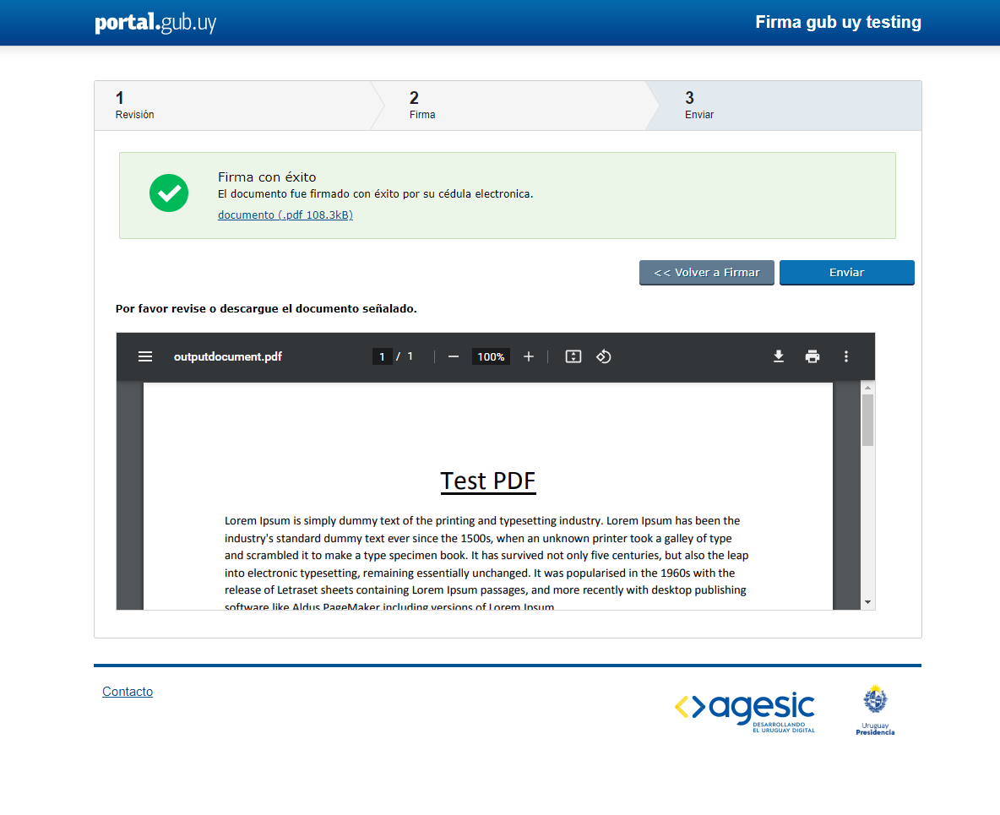 portal.gub.uy
Firma gub uy testing
1
Revisión
2
Firma
3
Enviar
Firma con éxito
El documento fue firmado con éxito por su cédula electronica.
documento (.pdf 108.3kB)
<< Volver a Firmar
Enviar
Por favor revise o descargue el documento señalado.
outputdocument.pdf
1 / 1
100%
Test PDF
Lorem Ipsum is simply dummy text of the printing and typesetting industry. Lorem Ipsum has been the
industry's standard dummy text ever since the 1500s, when an unknown printer took a galley of type
and scrambled it to make a type specimen book. It has survived not only five centuries, but also the leap
into electronic typesetting, remaining essentially unchanged. It was popularised in the 1960s with the
release of Letraset sheets containing Lorem Ipsum passages, and more recently with desktop publishing
software like Aldus PageMaker including versions of Lorem Ipsum.
Contacto
agesic
DESARROLLANDO
EL URUGUAY DIGITAL
Uruguay
Presidencia